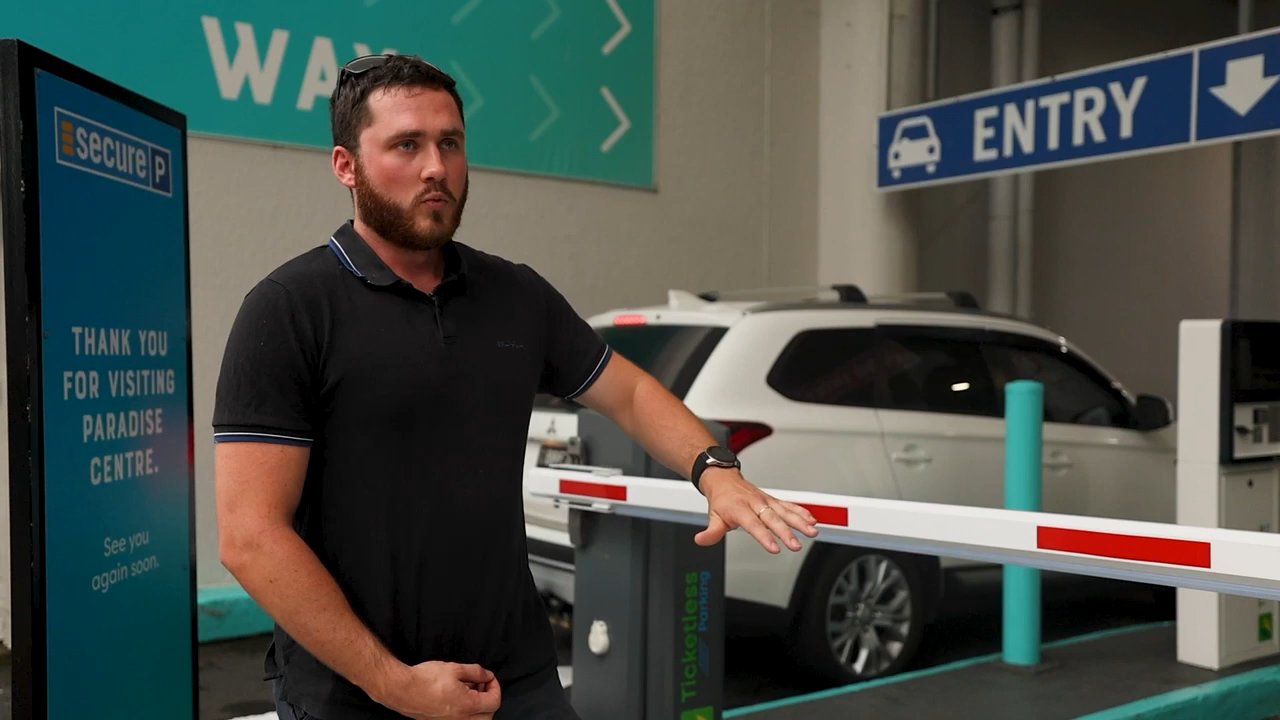 WAY
secure P
THANK YOU
FOR VISITING
PARADISE
CENTRE.
See you
again soon.
ENTRY
Ticketless
Parking